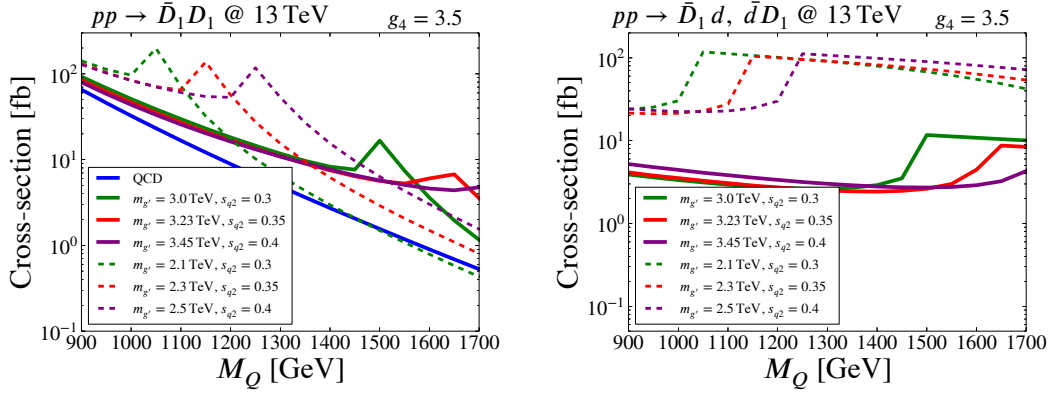 pp → D̄₁D₁ @ 13 TeV g₄ = 3.5
Cross-section [fb]
10²
10¹
10⁰
10⁻¹
QCD
m_g′ = 3.0 TeV, s_q2 = 0.3
m_g′ = 3.23 TeV, s_q2 = 0.35
m_g′ = 3.45 TeV, s_q2 = 0.4
m_g′ = 2.1 TeV, s_q2 = 0.3
m_g′ = 2.3 TeV, s_q2 = 0.35
m_g′ = 2.5 TeV, s_q2 = 0.4
900 1000 1100 1200 1300 1400 1500 1600 1700
M_Q [GeV]
pp → D̄₁ d, d̄D₁ @ 13 TeV g₄ = 3.5
Cross-section [fb]
10²
10¹
10⁰
10⁻¹
m_g′ = 3.0 TeV, s_q2 = 0.3
m_g′ = 3.23 TeV, s_q2 = 0.35
m_g′ = 3.45 TeV, s_q2 = 0.4
m_g′ = 2.1 TeV, s_q2 = 0.3
m_g′ = 2.3 TeV, s_q2 = 0.35
m_g′ = 2.5 TeV, s_q2 = 0.4
900 1000 1100 1200 1300 1400 1500 1600 1700
M_Q [GeV]